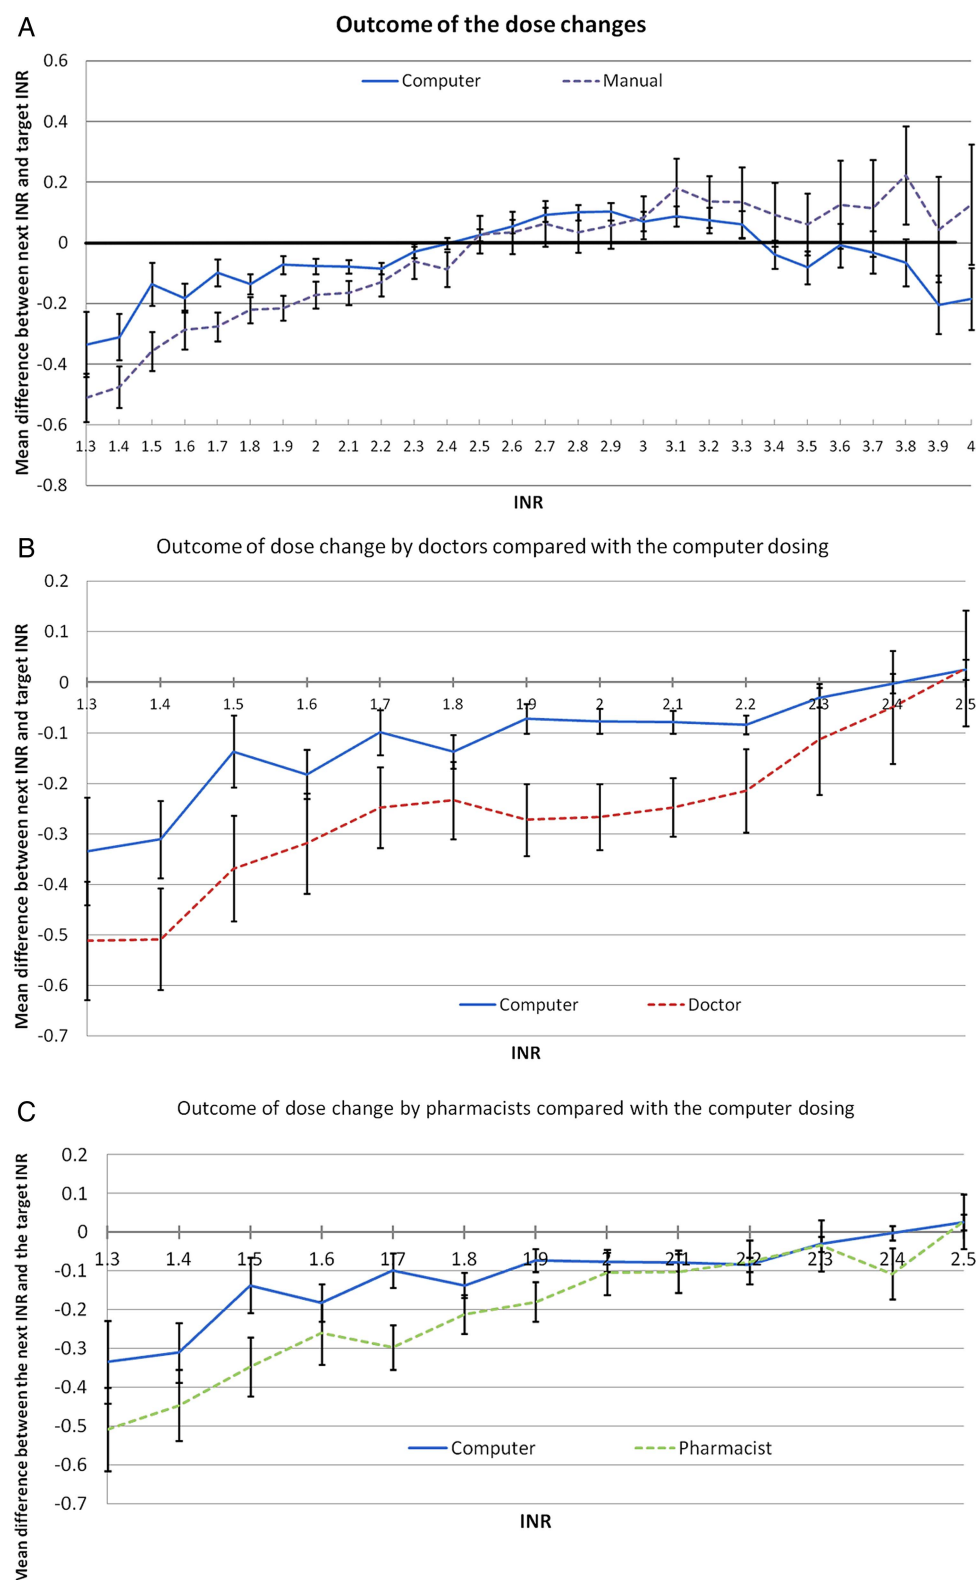 A
Outcome of the dose changes
Mean difference between next INR and target INR
0.6
0.4
0.2
0
-0.2
-0.4
-0.6
-0.8
Computer Manual
1.3 1.4 1.5 1.6 1.7 1.8 1.9 2 2.1 2.2 2.3 2.4 2.5 2.6 2.7 2.8 2.9 3 3.1 3.2 3.3 3.4 3.5 3.6 3.7 3.8 3.9 4
INR
B
Outcome of dose change by doctors compared with the computer dosing
Mean difference between next INR and target INR
0.2
0.1
0
-0.1
-0.2
-0.3
-0.4
-0.5
-0.6
-0.7
1.3 1.4 1.5 1.6 1.7 1.8 1.9 2 2.1 2.2 2.3 2.4 2.5
Computer Doctor
INR
C
Outcome of dose change by pharmacists compared with the computer dosing
Mean difference between the next INR and the target INR
0.2
0.1
0
-0.1
-0.2
-0.3
-0.4
-0.5
-0.6
-0.7
1.3 1.4 1.5 1.6 1.7 1.8 1.9 2.0 2.1 2.2 2.3 2.4 2.5
Computer Pharmacist
INR